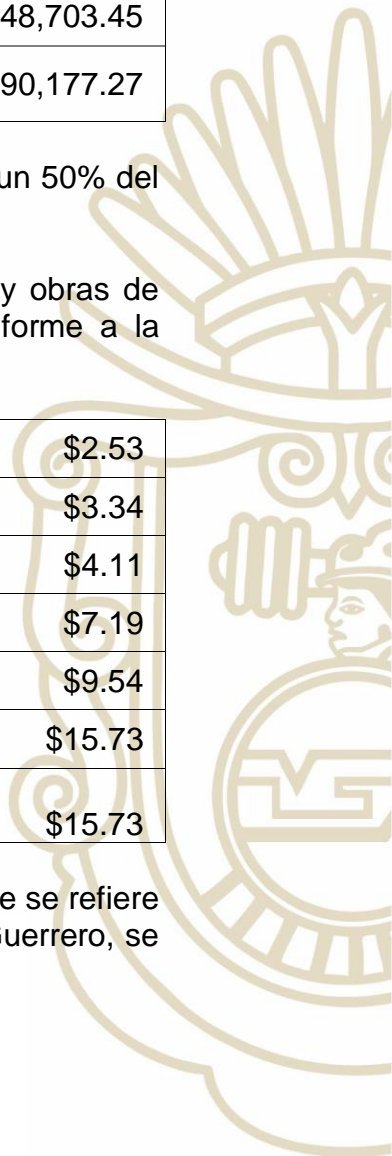 48,703.45
90,177.27
un 50% del
y obras de
forme a la
$2.53
$3.34
$4.11
$7.19
$9.54
$15.73
$15.73
e se refiere
uerrero, se